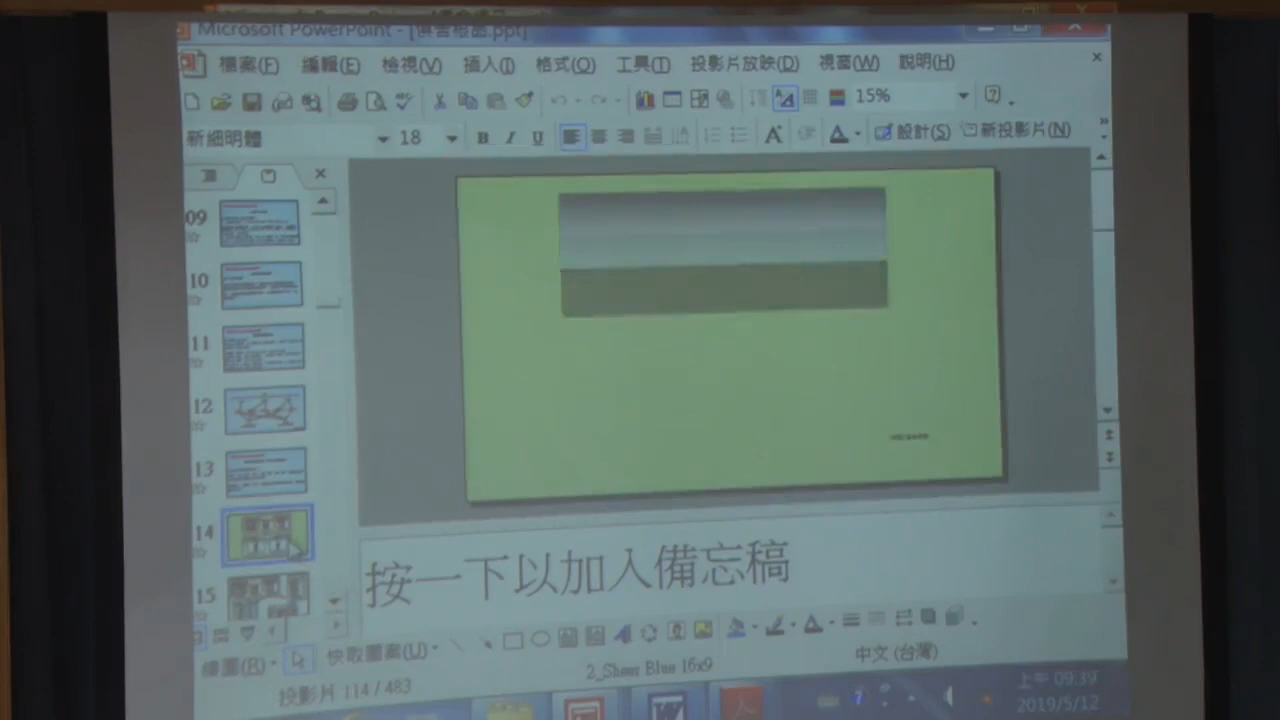 Microsoft PowerPoint - [
檔案(F) 編輯(E) 檢視(V) 插入(I) 格式(O) 工具(T) 投影片放映(D) 視窗(W) 說明(H)
15%
新細明體 18 B I U A A 設計(S) 新投影片(N)
09
10
11
12
13
14
15
按一下以加入備忘稿
繪圖(R) 快取圖案(U)
投影片 114 / 483 2_Sheer Blue 16x9 中文 (台灣)
上午 09:39
2019/5/12